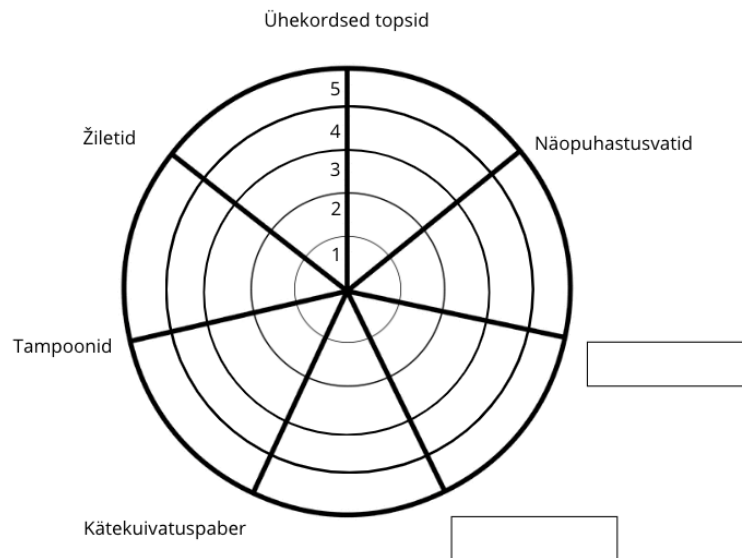 Ühekordsed topsid
5
4
3
2
1
Žiletid
Näopuhastusvatid
Tampoonid
Kätekuivatuspaber